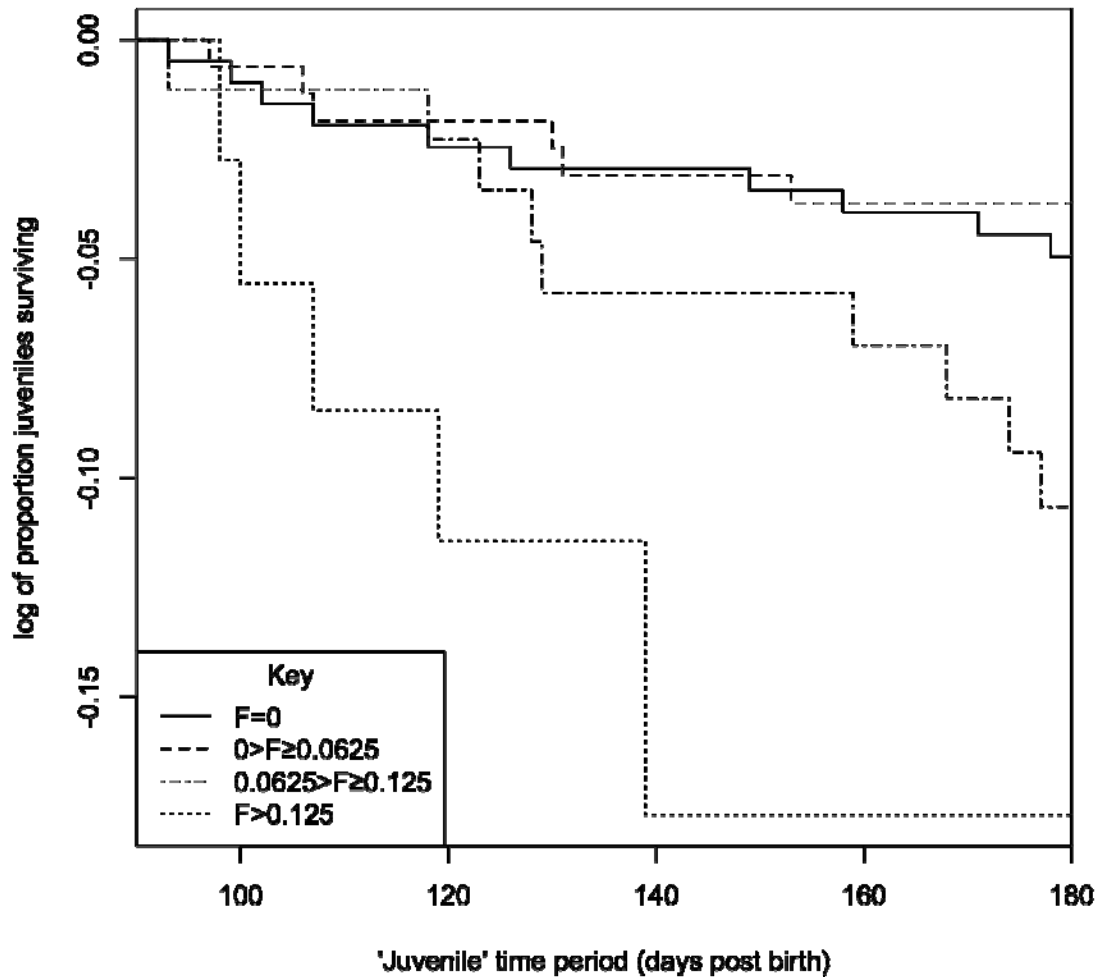 0.00
-0.05
-0.10
-0.15
log of proportion juveniles surviving
Key
F=0
0>F≥0.0625
0.0625>F≥0.125
F>0.125
100
120
140
160
180
'Juvenile' time period (days post birth)